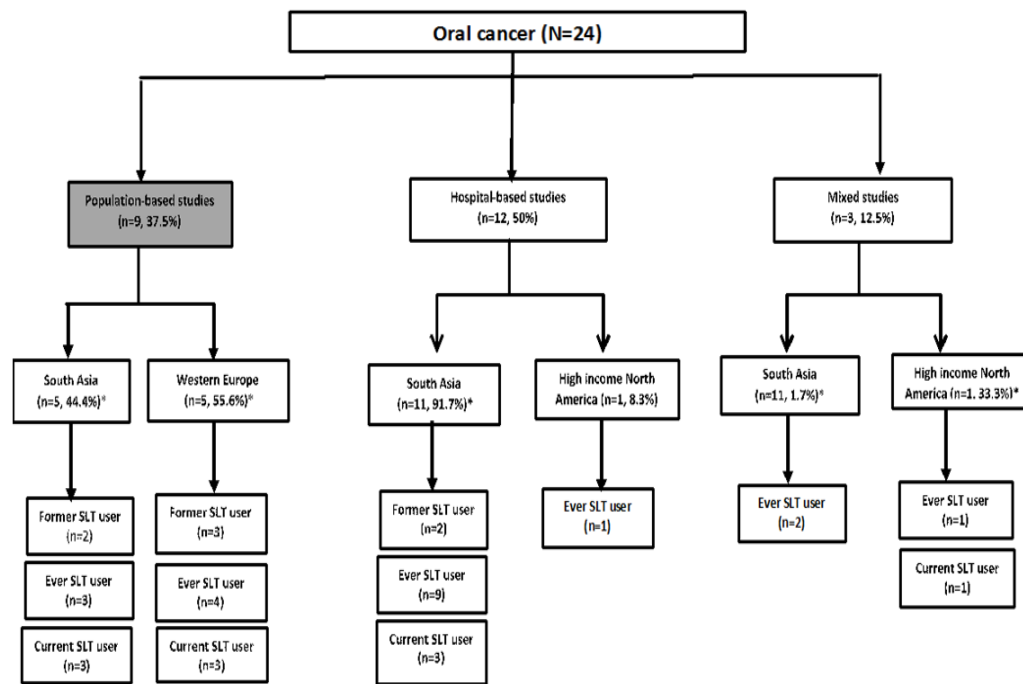 Oral cancer (N=24)
Population-based studies
(n=9, 37.5%)
Hospital-based studies
(n=12, 50%)
Mixed studies
(n=3, 12.5%)
South Asia
(n=5, 44.4%)*
Western Europe
(n=5, 55.6%)*
South Asia
(n=11, 91.7%)*
High income North
America (n=1, 8.3%)
South Asia
(n=11, 1.7%)*
High income North
America (n=1, 33.3%)*
Former SLT user
(n=2)
Ever SLT user
(n=3)
Current SLT user
(n=3)
Former SLT user
(n=3)
Ever SLT user
(n=4)
Current SLT user
(n=3)
Former SLT user
(n=2)
Ever SLT user
(n=9)
Current SLT user
(n=3)
Ever SLT user
(n=1)
Ever SLT user
(n=2)
Ever SLT user
(n=1)
Current SLT user
(n=1)